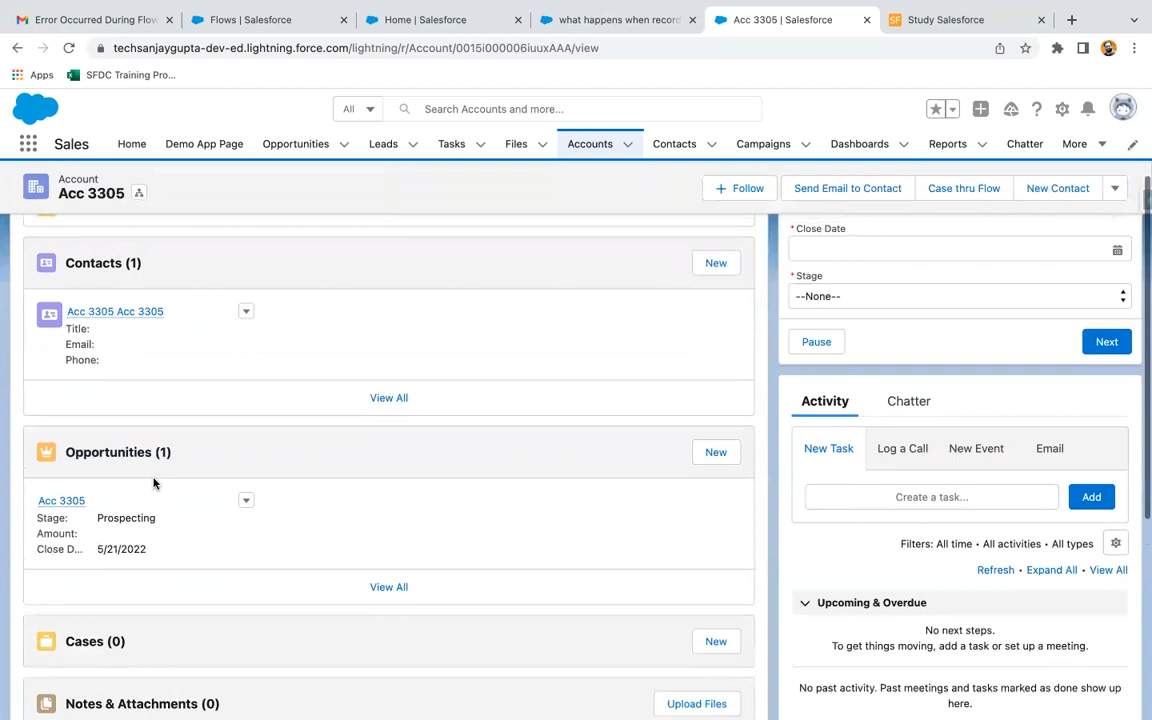 Error Occurred During Flow
Flows | Salesforce
Home | Salesforce
what happens when record
Acc 3305 | Salesforce
SF
Study Salesforce
techsanjaygupta-dev-ed.lightning.force.com/lightning/r/Account/0015i000006iuuxAAA/view
Apps
SFDC Training Pro...
All
Search Accounts and more...
Sales
Home
Demo App Page
Opportunities
Leads
Tasks
Files
Accounts
Contacts
Campaigns
Dashboards
Reports
Chatter
More
Account
Acc 3305
+ Follow
Send Email to Contact
Case thru Flow
New Contact
Contacts (1)
New
Acc 3305 Acc 3305
Title:
Email:
Phone:
View All
Opportunities (1)
New
Acc 3305
Stage: Prospecting
Amount:
Close D... 5/21/2022
View All
Cases (0)
New
Notes & Attachments (0)
Upload Files
* Close Date
* Stage
--None--
Pause
Next
Activity
Chatter
New Task
Log a Call
New Event
Email
Create a task...
Add
Filters: All time • All activities • All types
Refresh • Expand All • View All
Upcoming & Overdue
No next steps.
To get things moving, add a task or set up a meeting.
No past activity. Past meetings and tasks marked as done show up
here.